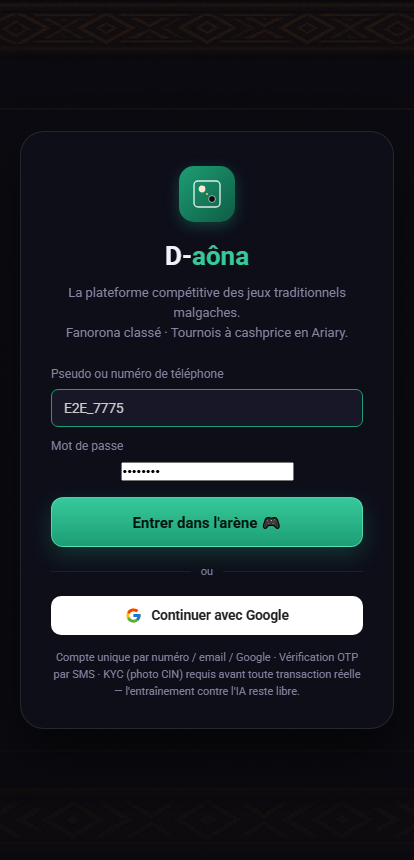 D-aôna
La plateforme compétitive des jeux traditionnels
malgaches.
Fanorona classé · Tournois à cashprice en Ariary.
Pseudo ou numéro de téléphone
E2E_7775
Mot de passe
••••••••
Entrer dans l'arène 🎮
ou
Continuer avec Google
Compte unique par numéro / email / Google · Vérification OTP
par SMS · KYC (photo CIN) requis avant toute transaction réelle
— l'entraînement contre l'IA reste libre.